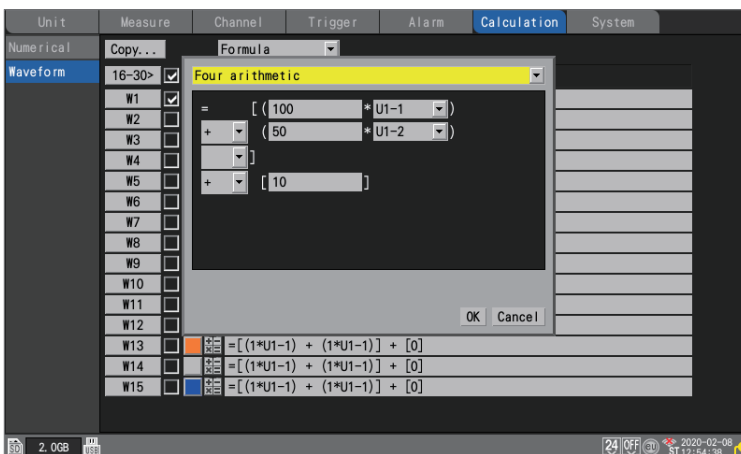 Unit Measure Channel Trigger Alarm Calculation System
Numerical Copy... Formula
Waveform 16-30> Four arithmetic
W1 = [(100 *U1-1 )
W2 + (50 *U1-2 )
W3
W4 ]
W5 + [10 ]
W6
W7
W8
W9
W10
W11
W12 OK Cancel
W13 =[(1*U1-1) + (1*U1-1)] + [0]
W14 =[(1*U1-1) + (1*U1-1)] + [0]
W15 =[(1*U1-1) + (1*U1-1)] + [0]
SD 2.0GB USB 24 OFF 2020-02-08
ST 12:54:38